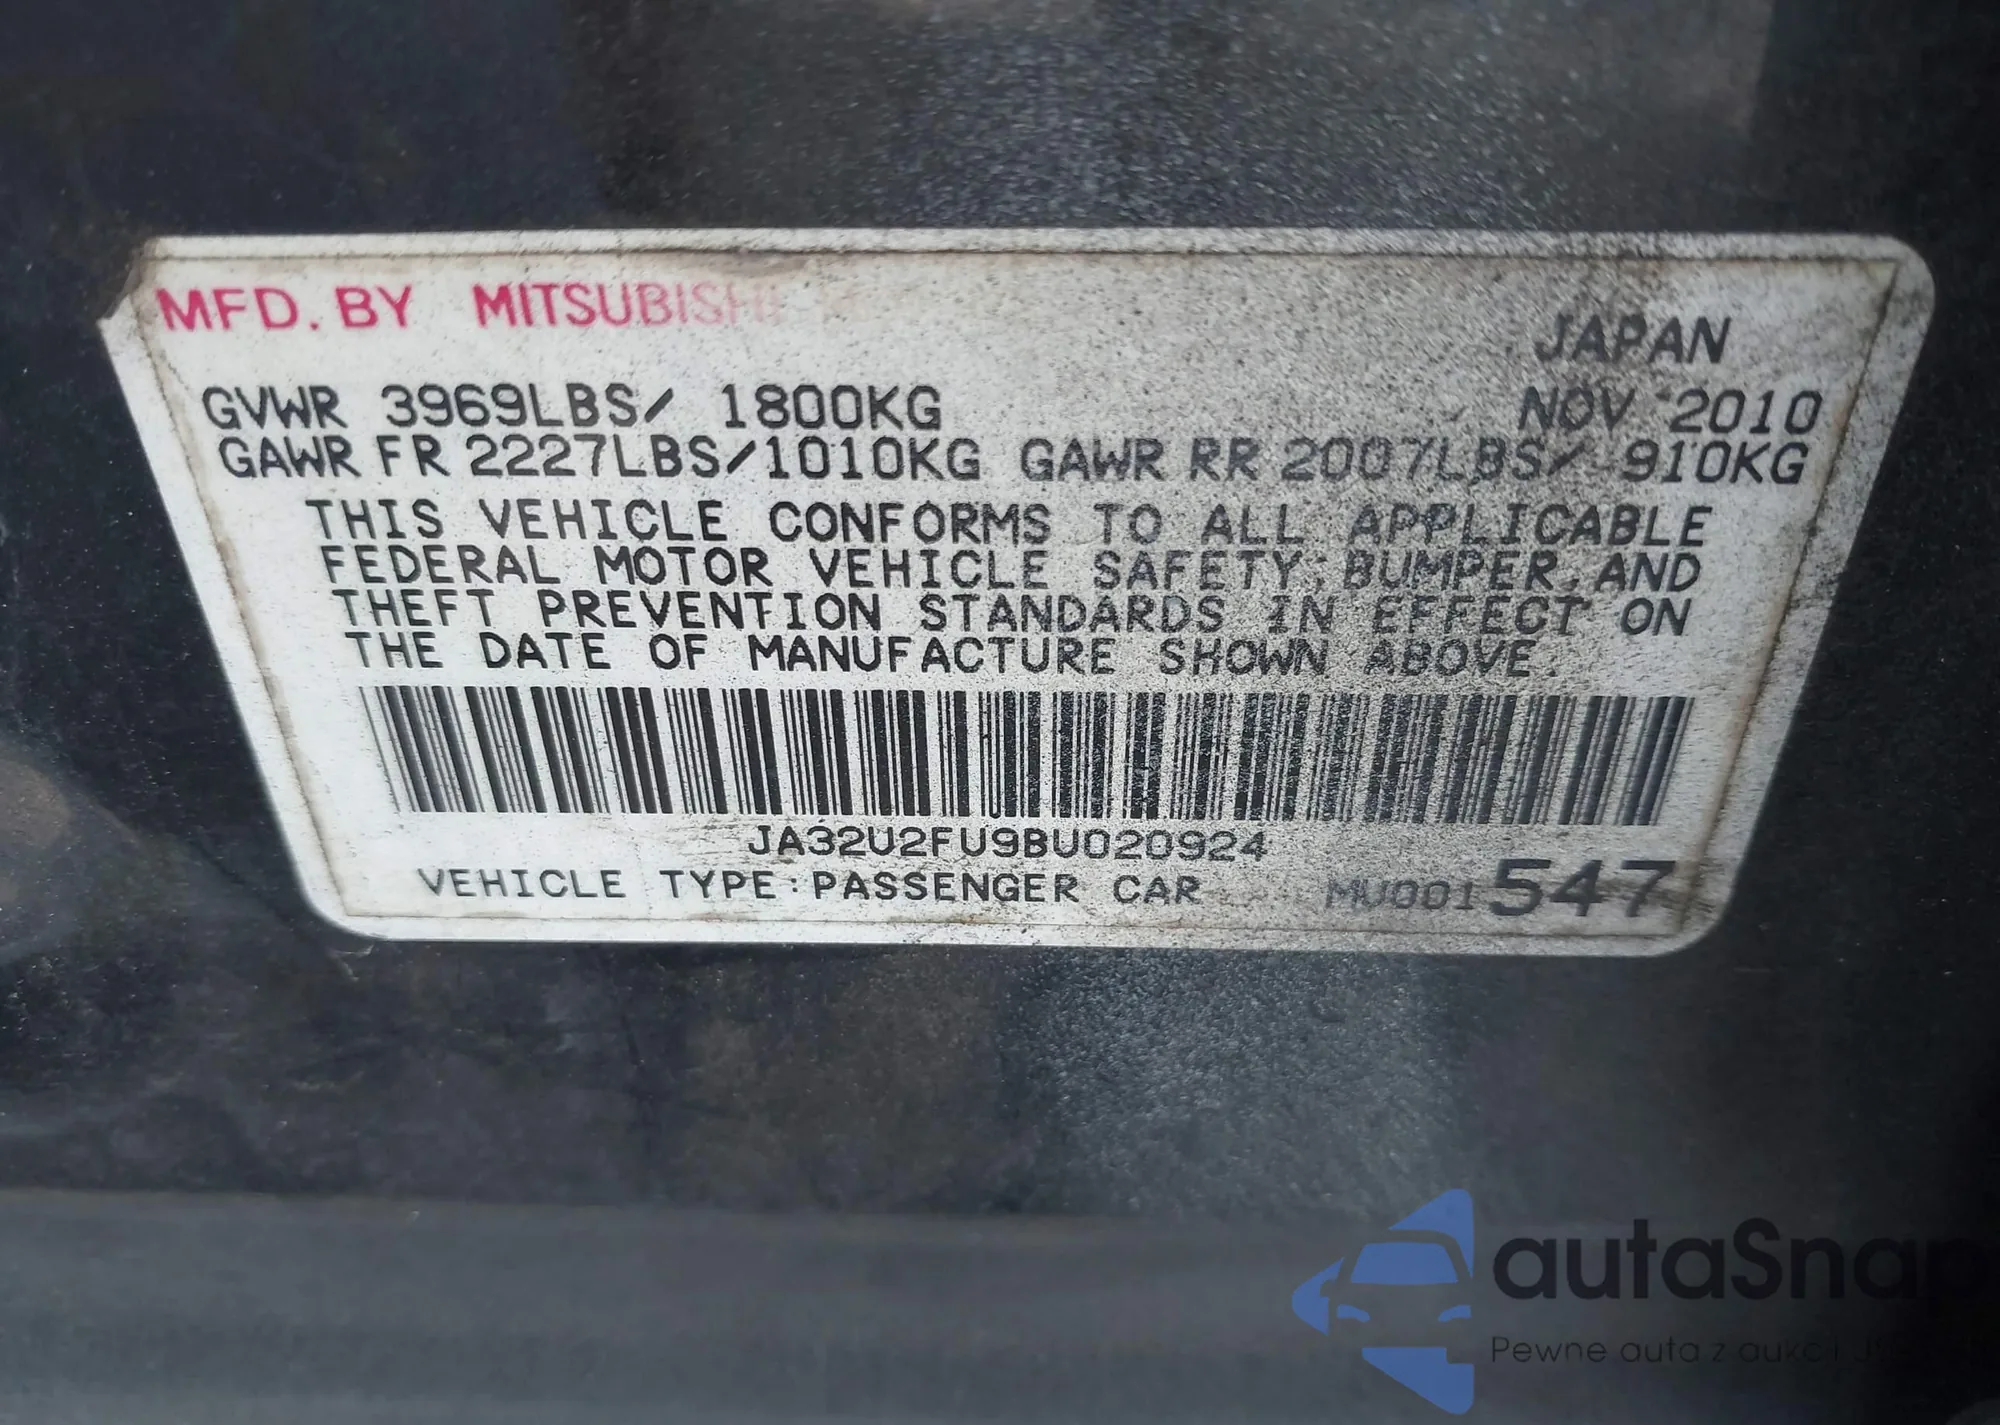 MFD. BY MITSUBISHI
JAPAN
GVWR 3969LBS/ 1800KG NOV 2010
GAWR FR 2227LBS/1010KG GAWR RR 2007LBS/ 910KG
THIS VEHICLE CONFORMS TO ALL APPLICABLE
FEDERAL MOTOR VEHICLE SAFETY, BUMPER, AND
THEFT PREVENTION STANDARDS IN EFFECT ON
THE DATE OF MANUFACTURE SHOWN ABOVE.
JA32U2FU9BU020924
VEHICLE TYPE:PASSENGER CAR MU001547
autaSnap
Pewne auta z aukcji